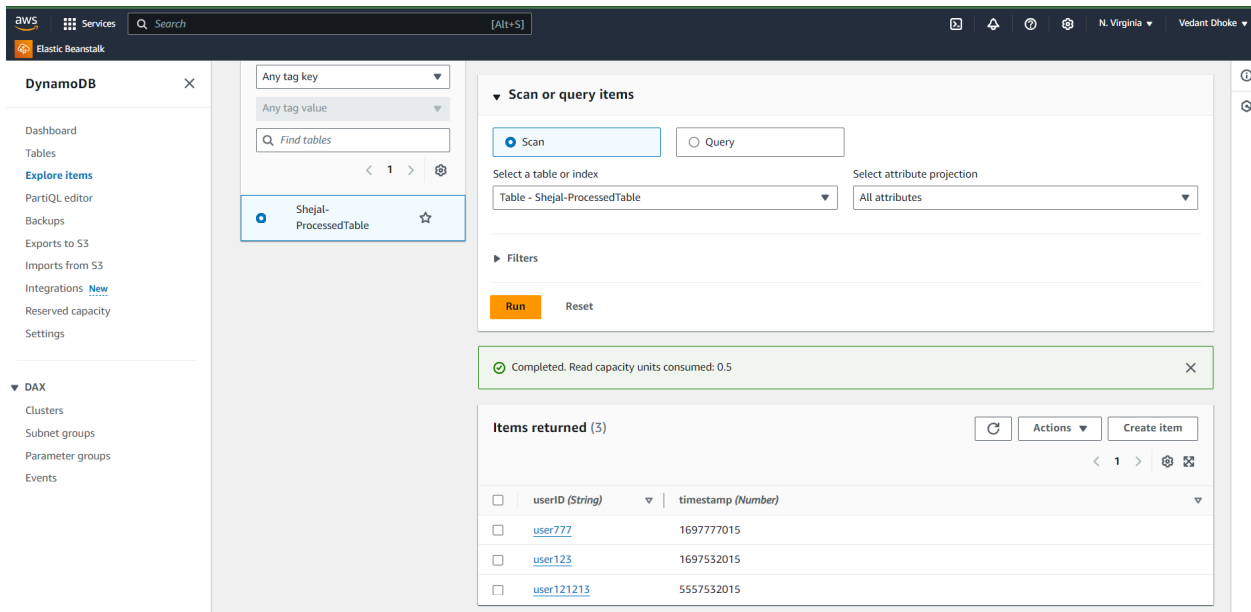 aws
Services
Search
[Alt+S]
N. Virginia
Vedant Dhoke
Elastic Beanstalk
DynamoDB
Dashboard
Tables
Explore items
PartiQL editor
Backups
Exports to S3
Imports from S3
Integrations New
Reserved capacity
Settings
DAX
Clusters
Subnet groups
Parameter groups
Events
Any tag key
Any tag value
Find tables
1
Shejal-
ProcessedTable
Scan or query items
Scan
Query
Select a table or index
Select attribute projection
Table - Shejal-ProcessedTable
All attributes
Filters
Run
Reset
Completed. Read capacity units consumed: 0.5
Items returned (3)
Actions
Create item
1
userID (String)
timestamp (Number)
user777
1697777015
user123
1697532015
user121213
5557532015